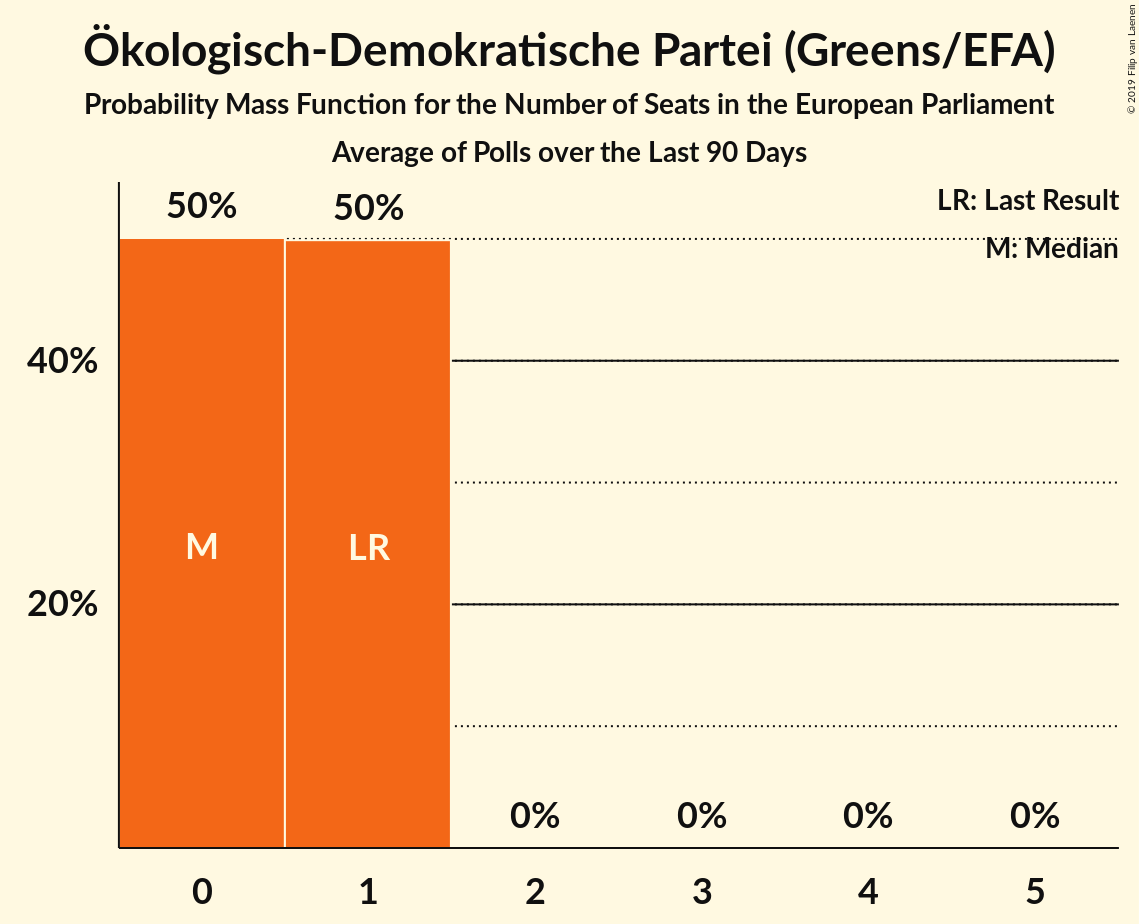 Ökologisch-Demokratische Partei (Greens/EFA)
Probability Mass Function for the Number of Seats in the European Parliament
Average of Polls over the Last 90 Days
© 2019 Filip van Laenen
50%
50%
LR: Last Result
M: Median
40%
M
LR
20%
0%
0%
0%
0%
0
1
2
3
4
5